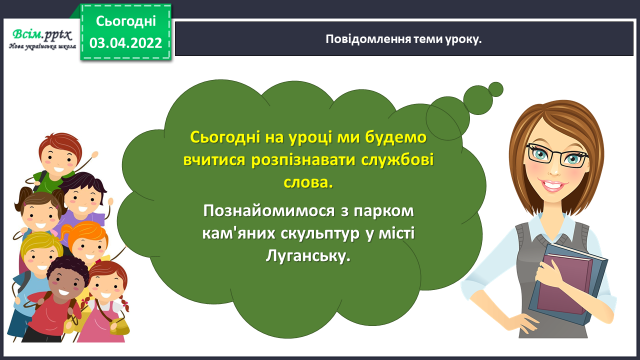 Всім.pptx
Нова українська школа
Сьогодні
03.04.2022
Повідомлення теми уроку.
Сьогодні на уроці ми будемо
вчитися розпізнавати службові
слова.
Познайомимося з парком
кам'яних скульптур у місті
Луганську.